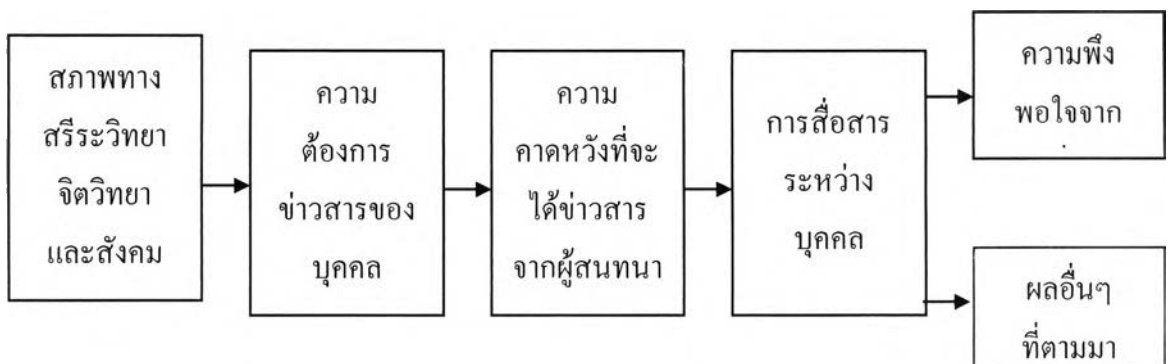 สภาพทาง
สรีระวิทยา
จิตวิทยา
และสังคม
ความ
ต้องการ
ข่าวสารของ
บุคคล
ความ
คาดหวังที่จะ
ได้ข่าวสาร
จากผู้สนทนา
การสื่อสาร
ระหว่าง
บุคคล
ความพึง
พอใจจาก
ผลอื่นๆ
ที่ตามมา